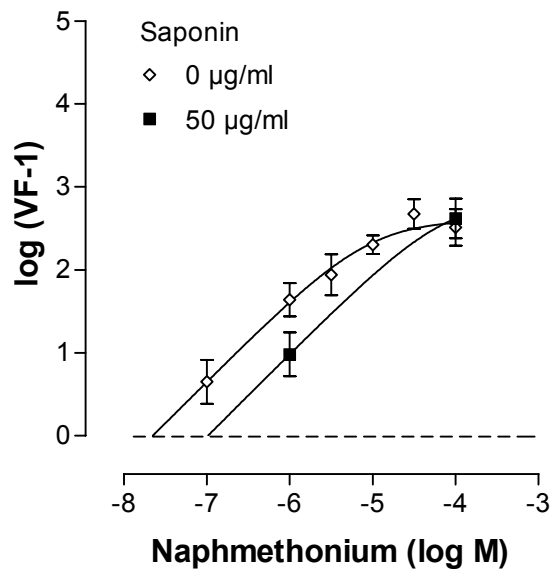 5
4
3
2
1
0
log (VF-1)
Saponin
0 µg/ml
50 µg/ml
-8 -7 -6 -5 -4 -3
Naphmethonium (log M)